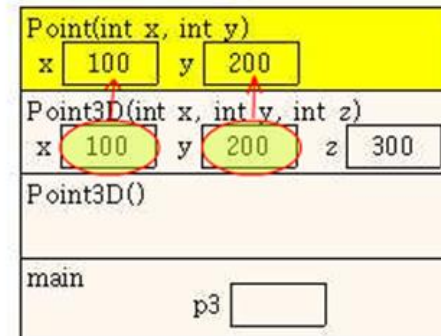 Point(int x, int y)
x 100 y 200
Point3D(int x, int y, int z)
x 100 y 200 z 300
Point3D()
main
p3